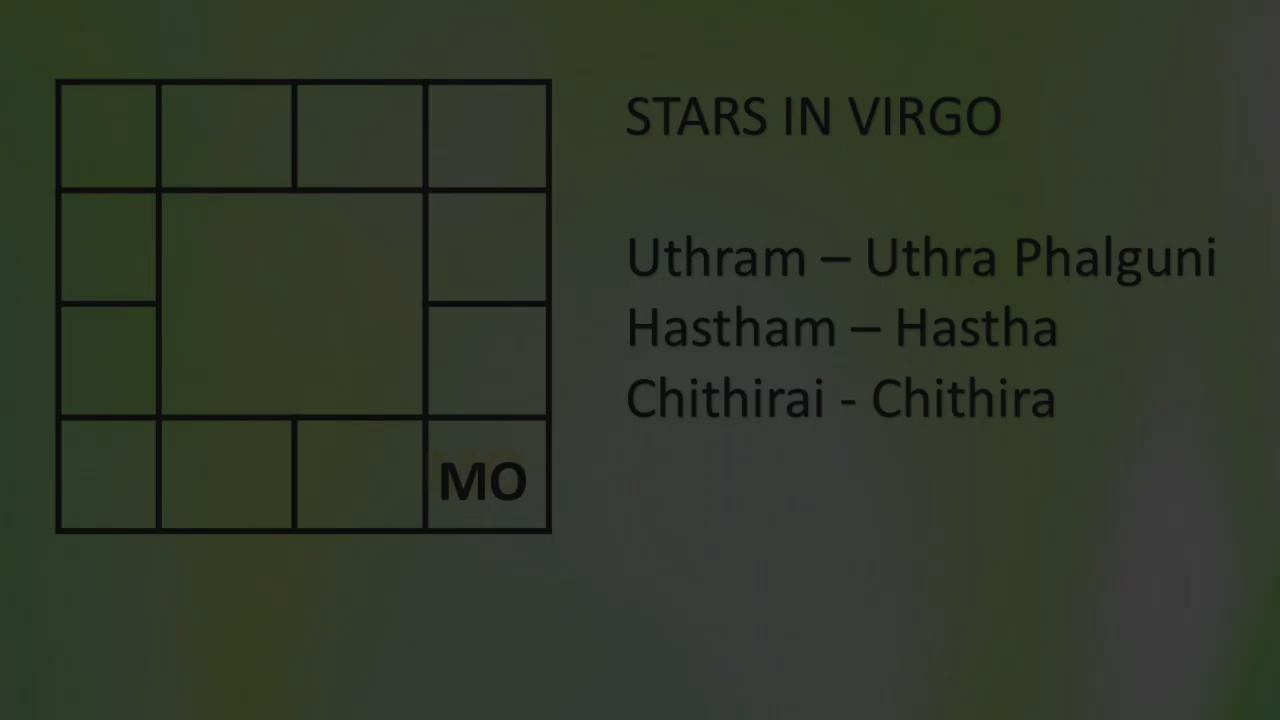 STARS IN VIRGO
Uthram – Uthra Phalguni
Hastham – Hastha
Chithirai - Chithira
MO